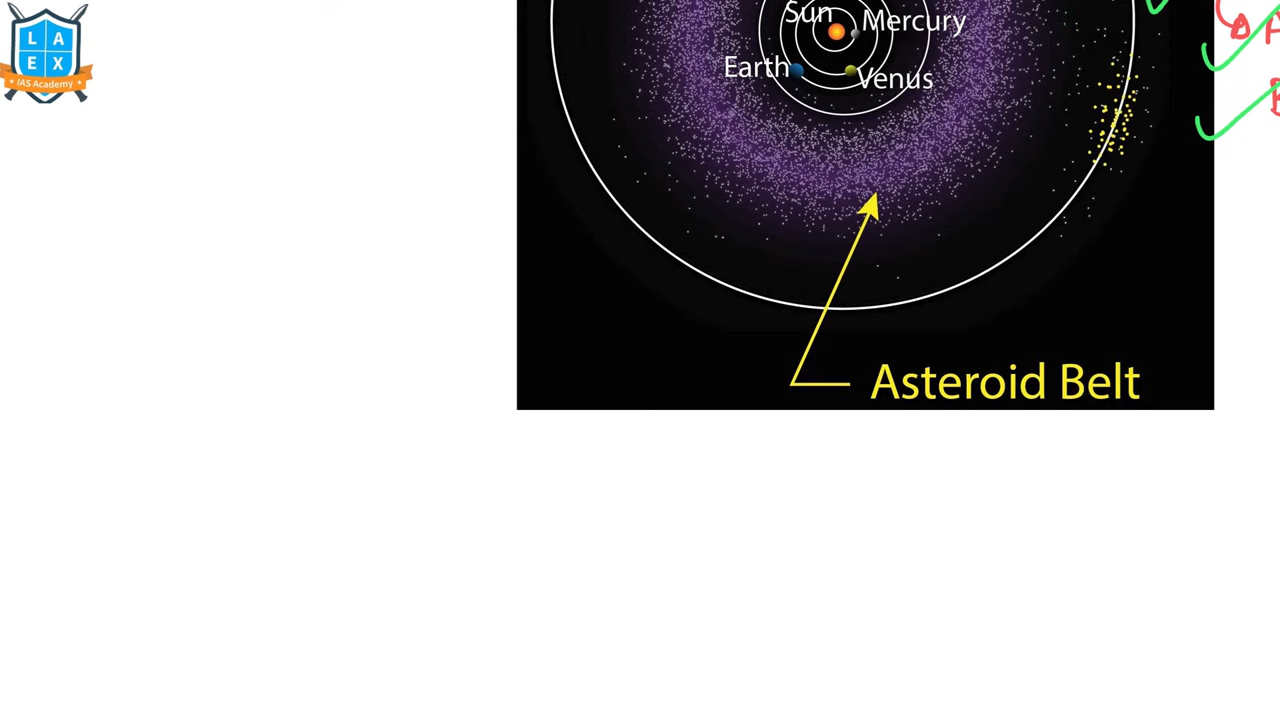 L A
E X
IAS Academy
Sun
Mercury
Earth
Venus
Asteroid Belt